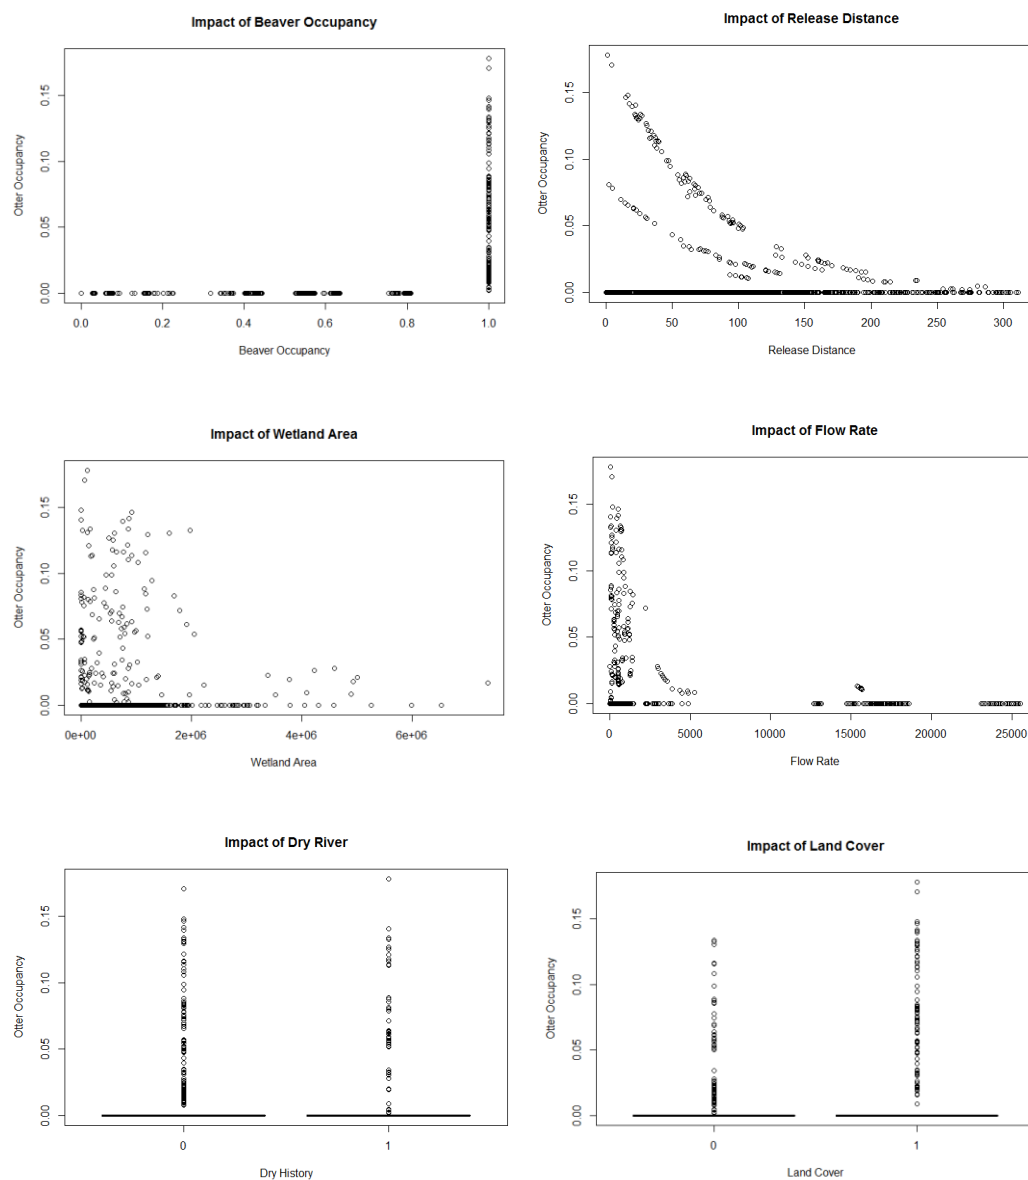 Impact of Beaver Occupancy
Otter Occupancy
0.15
0.10
0.05
0.00
0.0 0.2 0.4 0.6 0.8 1.0
Beaver Occupancy
Impact of Release Distance
Otter Occupancy
0.15
0.10
0.05
0.00
0 50 100 150 200 250 300
Release Distance
Impact of Wetland Area
Otter Occupancy
0.15
0.10
0.05
0.00
0e+00 2e+06 4e+06 6e+06
Wetland Area
Impact of Flow Rate
Otter Occupancy
0.15
0.10
0.05
0.00
0 5000 10000 15000 20000 25000
Flow Rate
Impact of Dry River
Otter Occupancy
0.15
0.10
0.05
0.00
0 1
Dry History
Impact of Land Cover
Otter Occupancy
0.15
0.10
0.05
0.00
0 1
Land Cover